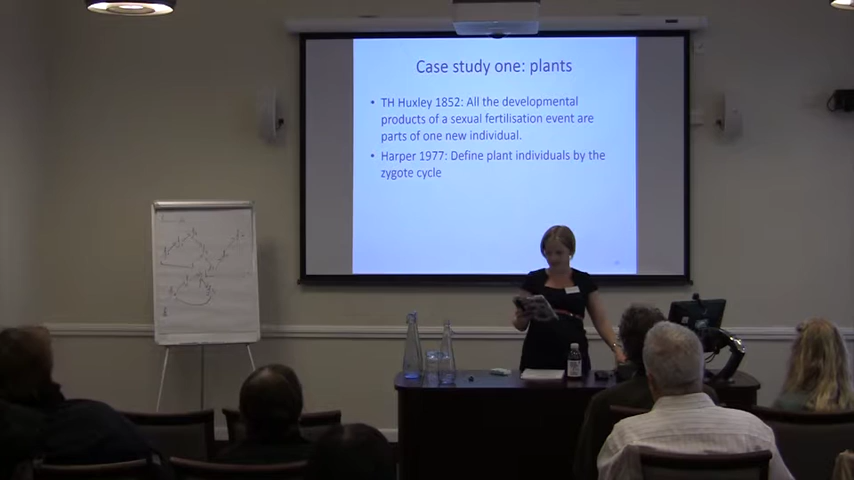 Case study one: plants
• TH Huxley 1852: All the developmental
products of a sexual fertilisation event are
parts of one new individual.
• Harper 1977: Define plant individuals by the
zygote cycle